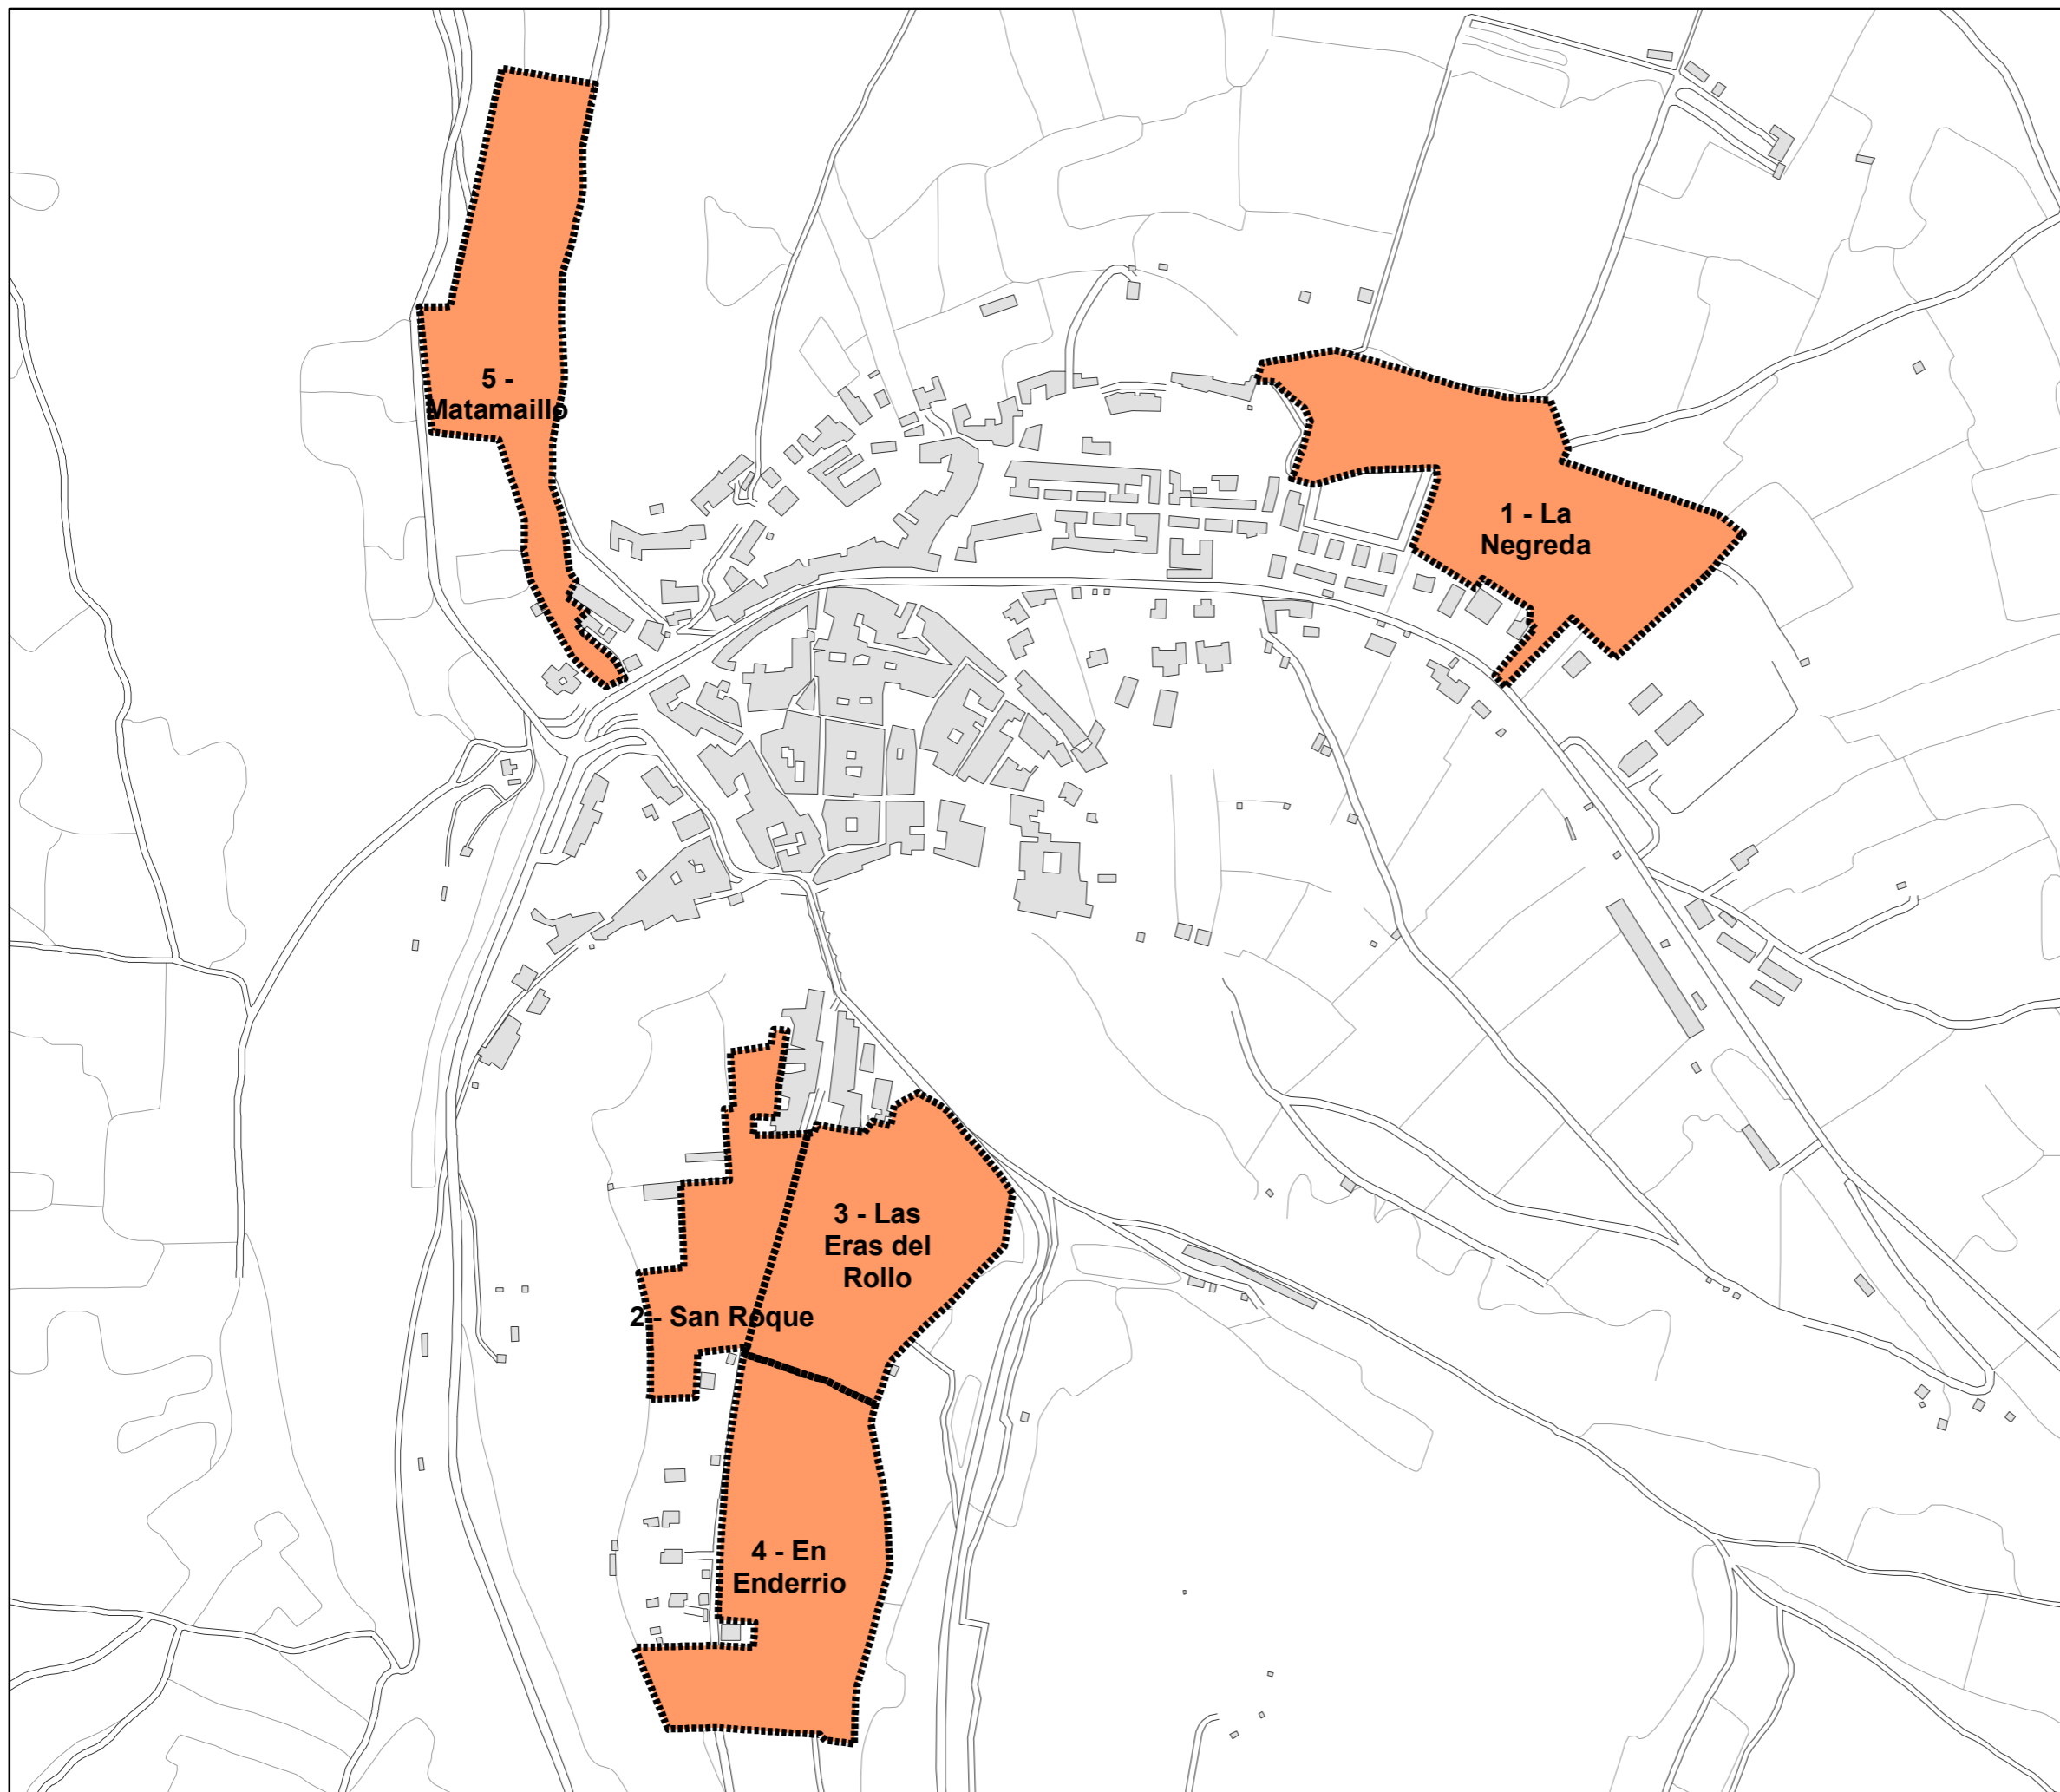 5 -
Matamaillo
1 - La
Negreda
3 - Las
Eras del
Rollo
2 - San Roque
4 - En
Enderrio